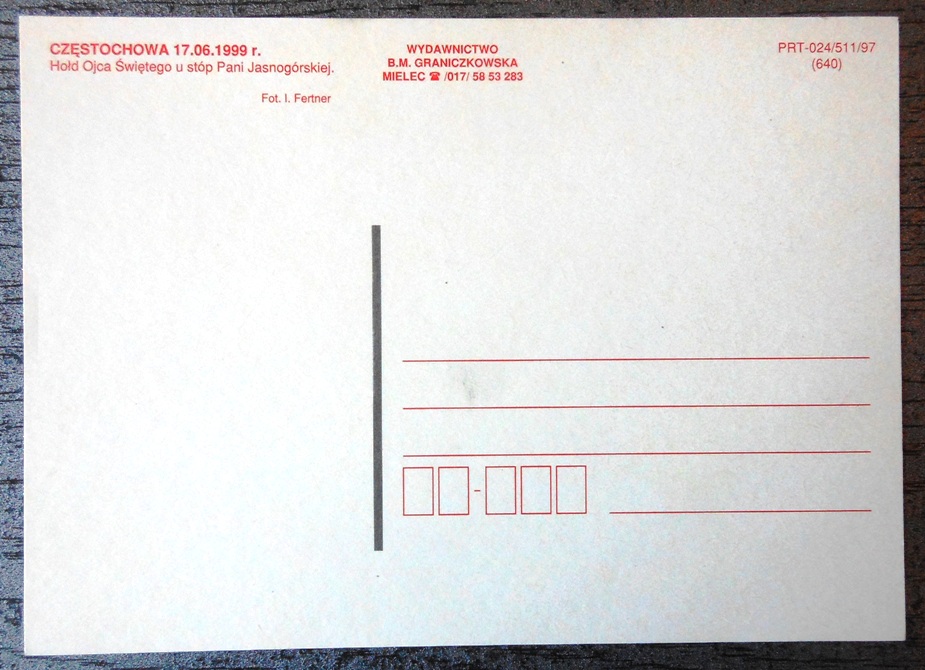 CZĘSTOCHOWA 17.06.1999 r.
Hołd Ojca Świętego u stóp Pani Jasnogórskiej.
Fot. I. Fertner
WYDAWNICTWO
B.M. GRANICZKOWSKA
MIELEC ☎ /017/ 58 53 283
PRT-024/511/97
(640)
-